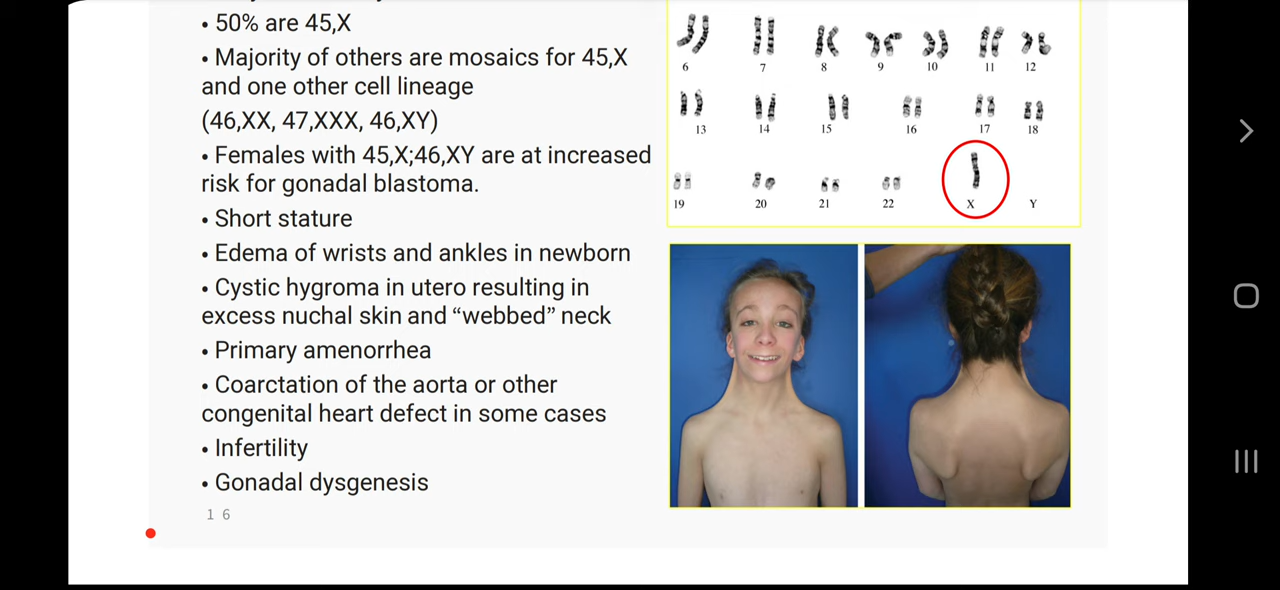 • 50% are 45,X
• Majority of others are mosaics for 45,X
and one other cell lineage
(46,XX, 47,XXX, 46,XY)
• Females with 45,X;46,XY are at increased
risk for gonadal blastoma.
• Short stature
• Edema of wrists and ankles in newborn
• Cystic hygroma in utero resulting in
excess nuchal skin and “webbed” neck
• Primary amenorrhea
• Coarctation of the aorta or other
congenital heart defect in some cases
• Infertility
• Gonadal dysgenesis
1 6
6 7 8 9 10 11 12
13 14 15 16 17 18
19 20 21 22 X Y